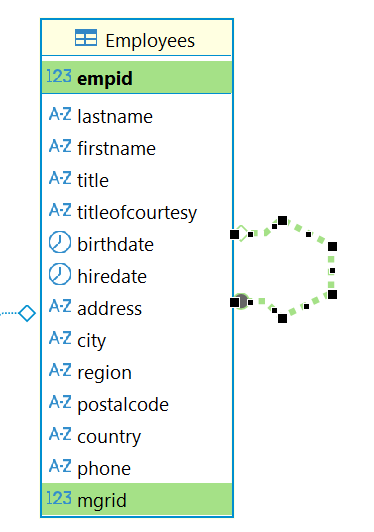 Employees
123 empid
A-Z lastname
A-Z firstname
A-Z title
A-Z titleofcourtesy
birthdate
hiredate
A-Z address
A-Z city
A-Z region
A-Z postalcode
A-Z country
A-Z phone
123 mgrid